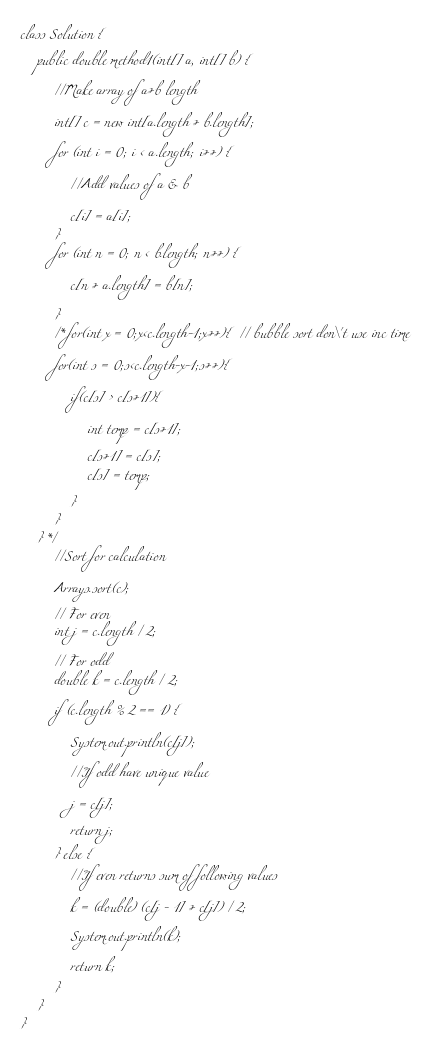 class Solution {
public double method1(int[] a, int[] b) {
//Make array of a+b length
int[] c = new int[a.length + b.length];
for (int i = 0; i < a.length; i++) {
//Add values of a & b
c[i] = a[i];
}
for (int n = 0; n < b.length; n++) {
c[n + a.length] = b[n];
}
/*for(int x = 0;x<c.length-1;x++){ // bubble sort don\'t use inc time
for(int s = 0;s<c.length-x-1;s++){
if(c[s] > c[s+1]){
int temp = c[s+1];
c[s+1] = c[s];
c[s] = temp;
}
}
} */
//Sort for calculation
Arrays.sort(c);
// For even
int j = c.length / 2;
// For odd
double k = c.length / 2;
if (c.length % 2 == 1) {
System.out.println(c[j]);
//If odd have unique value
j = c[j];
return j;
} else {
//If even returns sum of following values
k = (double) (c[j - 1] + c[j]) / 2;
System.out.println(k);
return k;
}
}
}